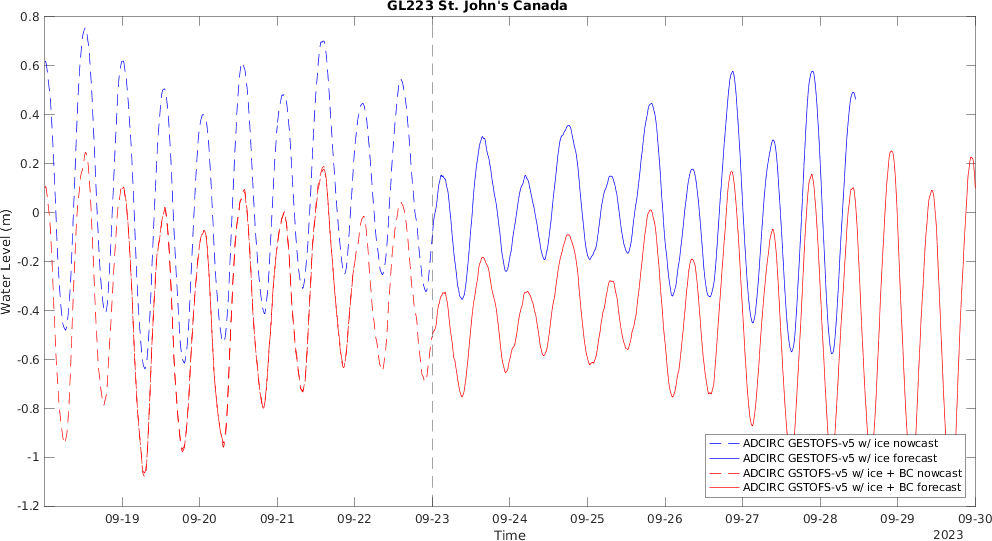 GL223 St. John's Canada
Water Level (m)
0.8
0.6
0.4
0.2
0
-0.2
-0.4
-0.6
-0.8
-1
-1.2
ADCIRC GESTOFS-v5 w/ ice nowcast
ADCIRC GESTOFS-v5 w/ ice forecast
ADCIRC GSTOFS-v5 w/ ice + BC nowcast
ADCIRC GSTOFS-v5 w/ ice + BC forecast
09-19 09-20 09-21 09-22 09-23 09-24 09-25 09-26 09-27 09-28 09-29 09-30
Time
2023